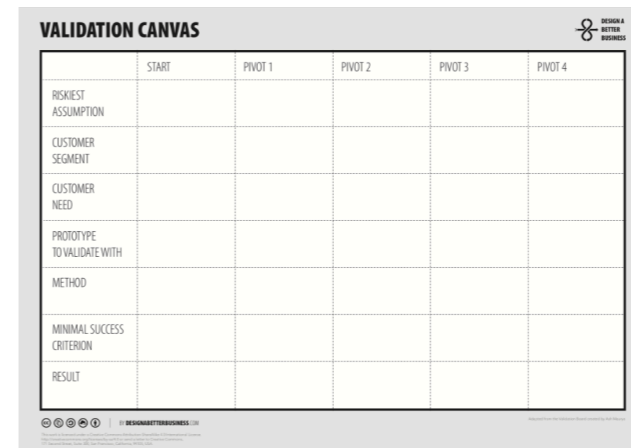 VALIDATION CANVAS
DESIGN A
BETTER
BUSINESS
START PIVOT 1 PIVOT 2 PIVOT 3 PIVOT 4
RISKIEST
ASSUMPTION
CUSTOMER
SEGMENT
CUSTOMER
NEED
PROTOTYPE
TO VALIDATE WITH
METHOD
MINIMAL SUCCESS
CRITERION
RESULT
BY DESIGNABETTERBUSINESS.COM